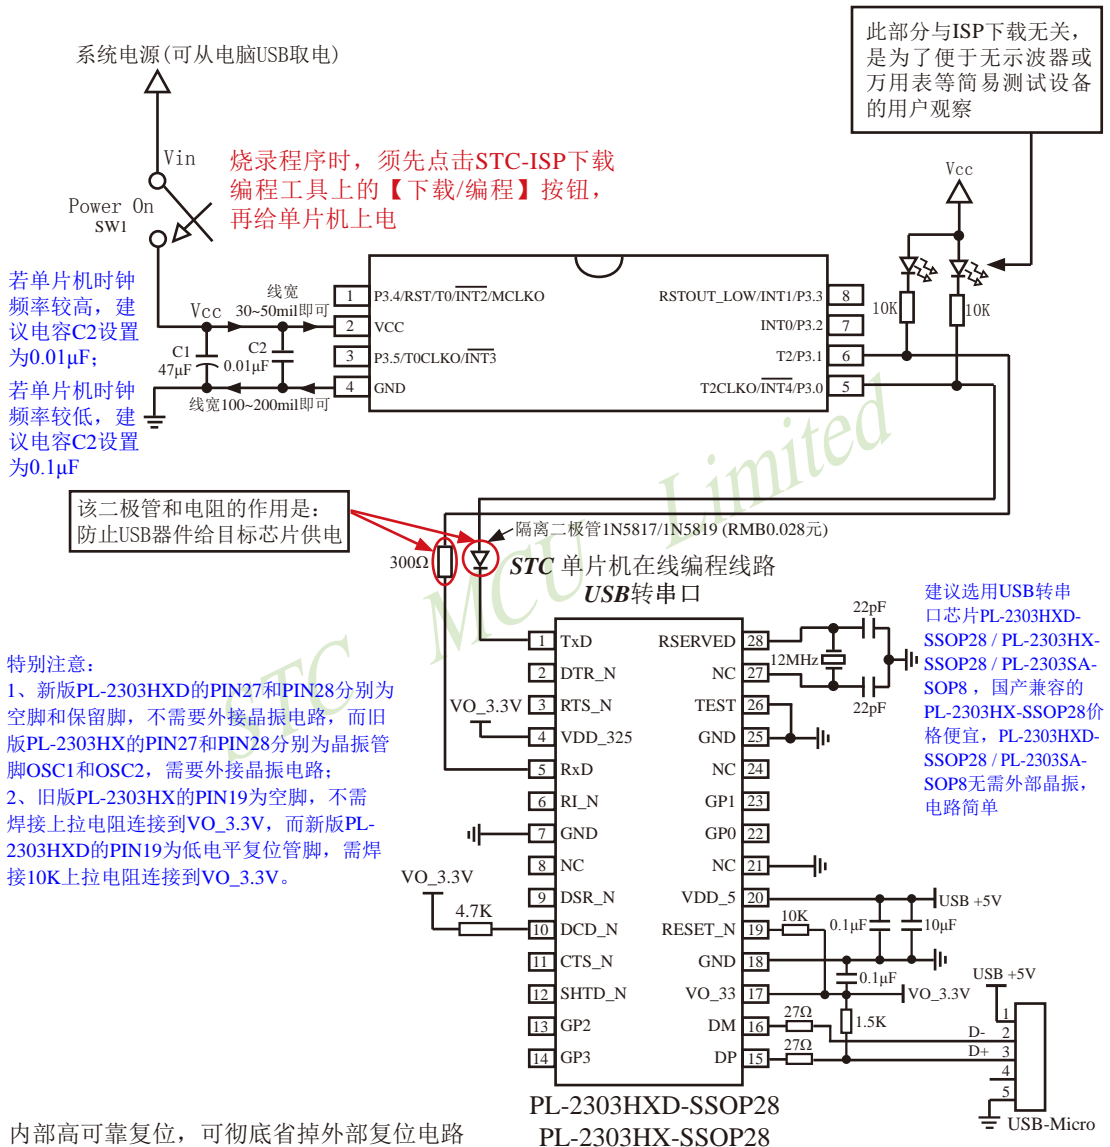 系统电源(可从电脑USB取电)
此部分与ISP下载无关，
是为了便于无示波器或
万用表等简易测试设备
的用户观察
Vin
烧录程序时，须先点击STC-ISP下载
编程工具上的【下载/编程】按钮，
再给单片机上电
Power On
SW1
Vcc
若单片机时钟
频率较高，建
议电容C2设置
为0.01μF；
若单片机时钟
频率较低，建
议电容C2设置
为0.1μF
Vcc
线宽
30~50mil即可
C1
47μF
C2
0.01μF
线宽100~200mil即可
1 P3.4/RST/T0/INT2/MCLKO
2 VCC
3 P3.5/T0CLKO/INT3
4 GND
RSTOUT_LOW/INT1/P3.3 8
INT0/P3.2 7
T2/P3.1 6
T2CLKO/INT4/P3.0 5
10K
10K
该二极管和电阻的作用是：
防止USB器件给目标芯片供电
300Ω
隔离二极管1N5817/1N5819 (RMB0.028元)
STC 单片机在线编程线路
USB转串口
STC MCU Limited
特别注意：
1、新版PL-2303HXD的PIN27和PIN28分别为
空脚和保留脚，不需要外接晶振电路，而旧
版PL-2303HX的PIN27和PIN28分别为晶振管
脚OSC1和OSC2，需要外接晶振电路；
2、旧版PL-2303HX的PIN19为空脚，不需
焊接上拉电阻连接到VO_3.3V，而新版PL-
2303HXD的PIN19为低电平复位管脚，需焊
接10K上拉电阻连接到VO_3.3V。
建议选用USB转串
口芯片PL-2303HXD-
SSOP28 / PL-2303HX-
SSOP28 / PL-2303SA-
SOP8 ，国产兼容的
PL-2303HX-SSOP28价
格便宜，PL-2303HXD-
SSOP28 / PL-2303SA-
SOP8无需外部晶振，
电路简单
VO_3.3V
VO_3.3V
4.7K
1 TxD
2 DTR_N
3 RTS_N
4 VDD_325
5 RxD
6 RI_N
7 GND
8 NC
9 DSR_N
10 DCD_N
11 CTS_N
12 SHTD_N
13 GP2
14 GP3
RSERVED 28
NC 27
TEST 26
GND 25
NC 24
GP1 23
GP0 22
NC 21
VDD_5 20
RESET_N 19
GND 18
VO_33 17
DM 16
DP 15
22pF
12MHz
22pF
USB +5V
10K
0.1μF
10μF
0.1μF
VO_3.3V
27Ω
27Ω
1.5K
USB +5V
D-
D+
1
2
3
4
5
USB-Micro
PL-2303HXD-SSOP28
PL-2303HX-SSOP28
内部高可靠复位，可彻底省掉外部复位电路